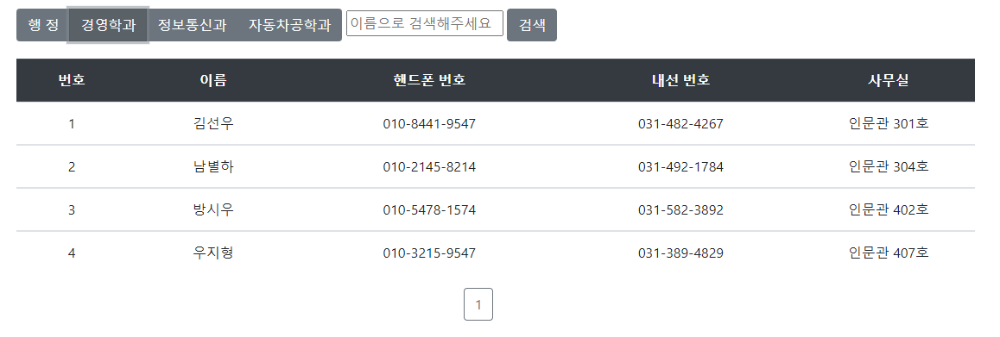 행 정 경영학과 정보통신과 자동차공학과 이름으로 검색해주세요 검색
번호 이름 핸드폰 번호 내선 번호 사무실
1 김선우 010-8441-9547 031-482-4267 인문관 301호
2 남별하 010-2145-8214 031-492-1784 인문관 304호
3 방시우 010-5478-1574 031-582-3892 인문관 402호
4 우지형 010-3215-9547 031-389-4829 인문관 407호
1